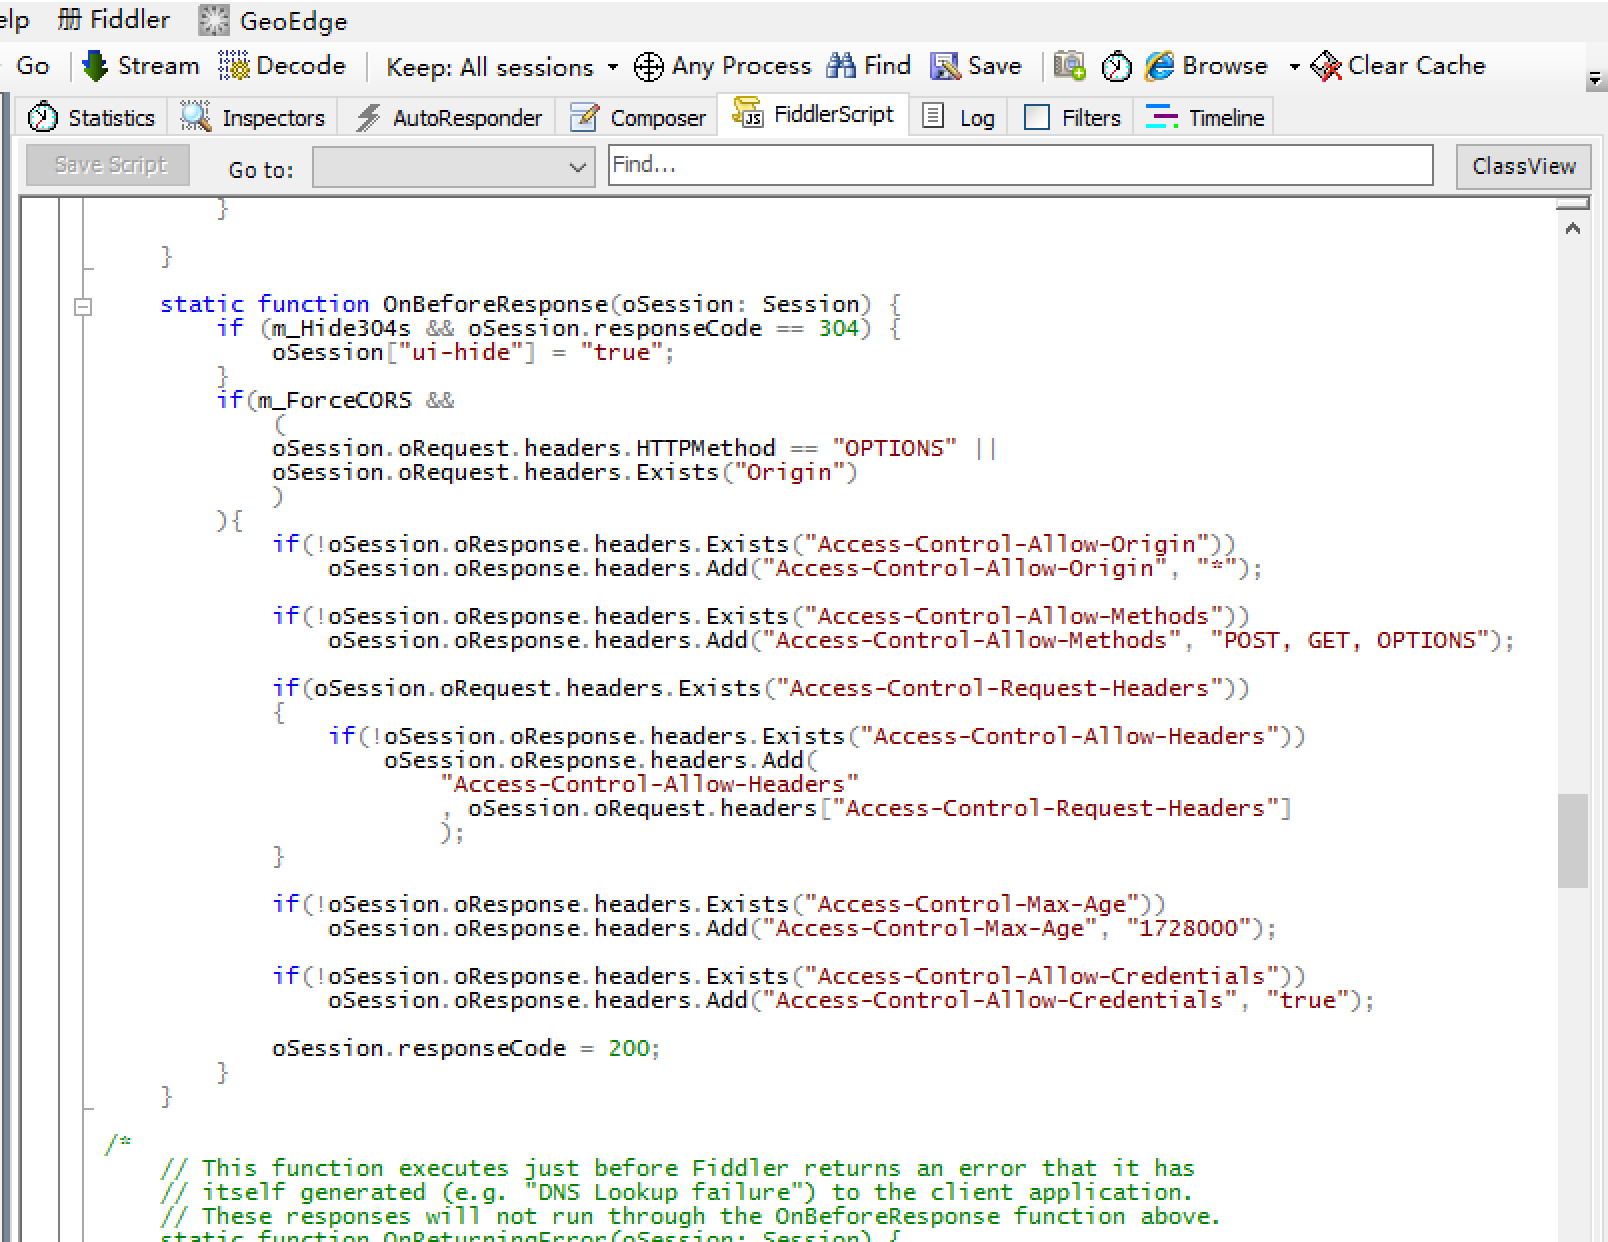 elp Fiddler GeoEdge
Go Stream Decode Keep: All sessions Any Process Find Save Browse Clear Cache
Statistics Inspectors AutoResponder Composer FiddlerScript Log Filters Timeline
Save Script Go to: Find... ClassView
}
}
static function OnBeforeResponse(oSession: Session) {
if (m_Hide304s && oSession.responseCode == 304) {
oSession["ui-hide"] = "true";
}
if(m_ForceCORS &&
(
oSession.oRequest.headers.HTTPMethod == "OPTIONS" ||
oSession.oRequest.headers.Exists("Origin")
)
){
if(!oSession.oResponse.headers.Exists("Access-Control-Allow-Origin"))
oSession.oResponse.headers.Add("Access-Control-Allow-Origin", "*");
if(!oSession.oResponse.headers.Exists("Access-Control-Allow-Methods"))
oSession.oResponse.headers.Add("Access-Control-Allow-Methods", "POST, GET, OPTIONS");
if(oSession.oRequest.headers.Exists("Access-Control-Request-Headers"))
{
if(!oSession.oResponse.headers.Exists("Access-Control-Allow-Headers"))
oSession.oResponse.headers.Add(
"Access-Control-Allow-Headers"
, oSession.oRequest.headers["Access-Control-Request-Headers"]
);
}
if(!oSession.oResponse.headers.Exists("Access-Control-Max-Age"))
oSession.oResponse.headers.Add("Access-Control-Max-Age", "1728000");
if(!oSession.oResponse.headers.Exists("Access-Control-Allow-Credentials"))
oSession.oResponse.headers.Add("Access-Control-Allow-Credentials", "true");
oSession.responseCode = 200;
}
}
/*
// This function executes just before Fiddler returns an error that it has
// itself generated (e.g. "DNS Lookup failure") to the client application.
// These responses will not run through the OnBeforeResponse function above.
static function OnReturningError(oSession: Session) {